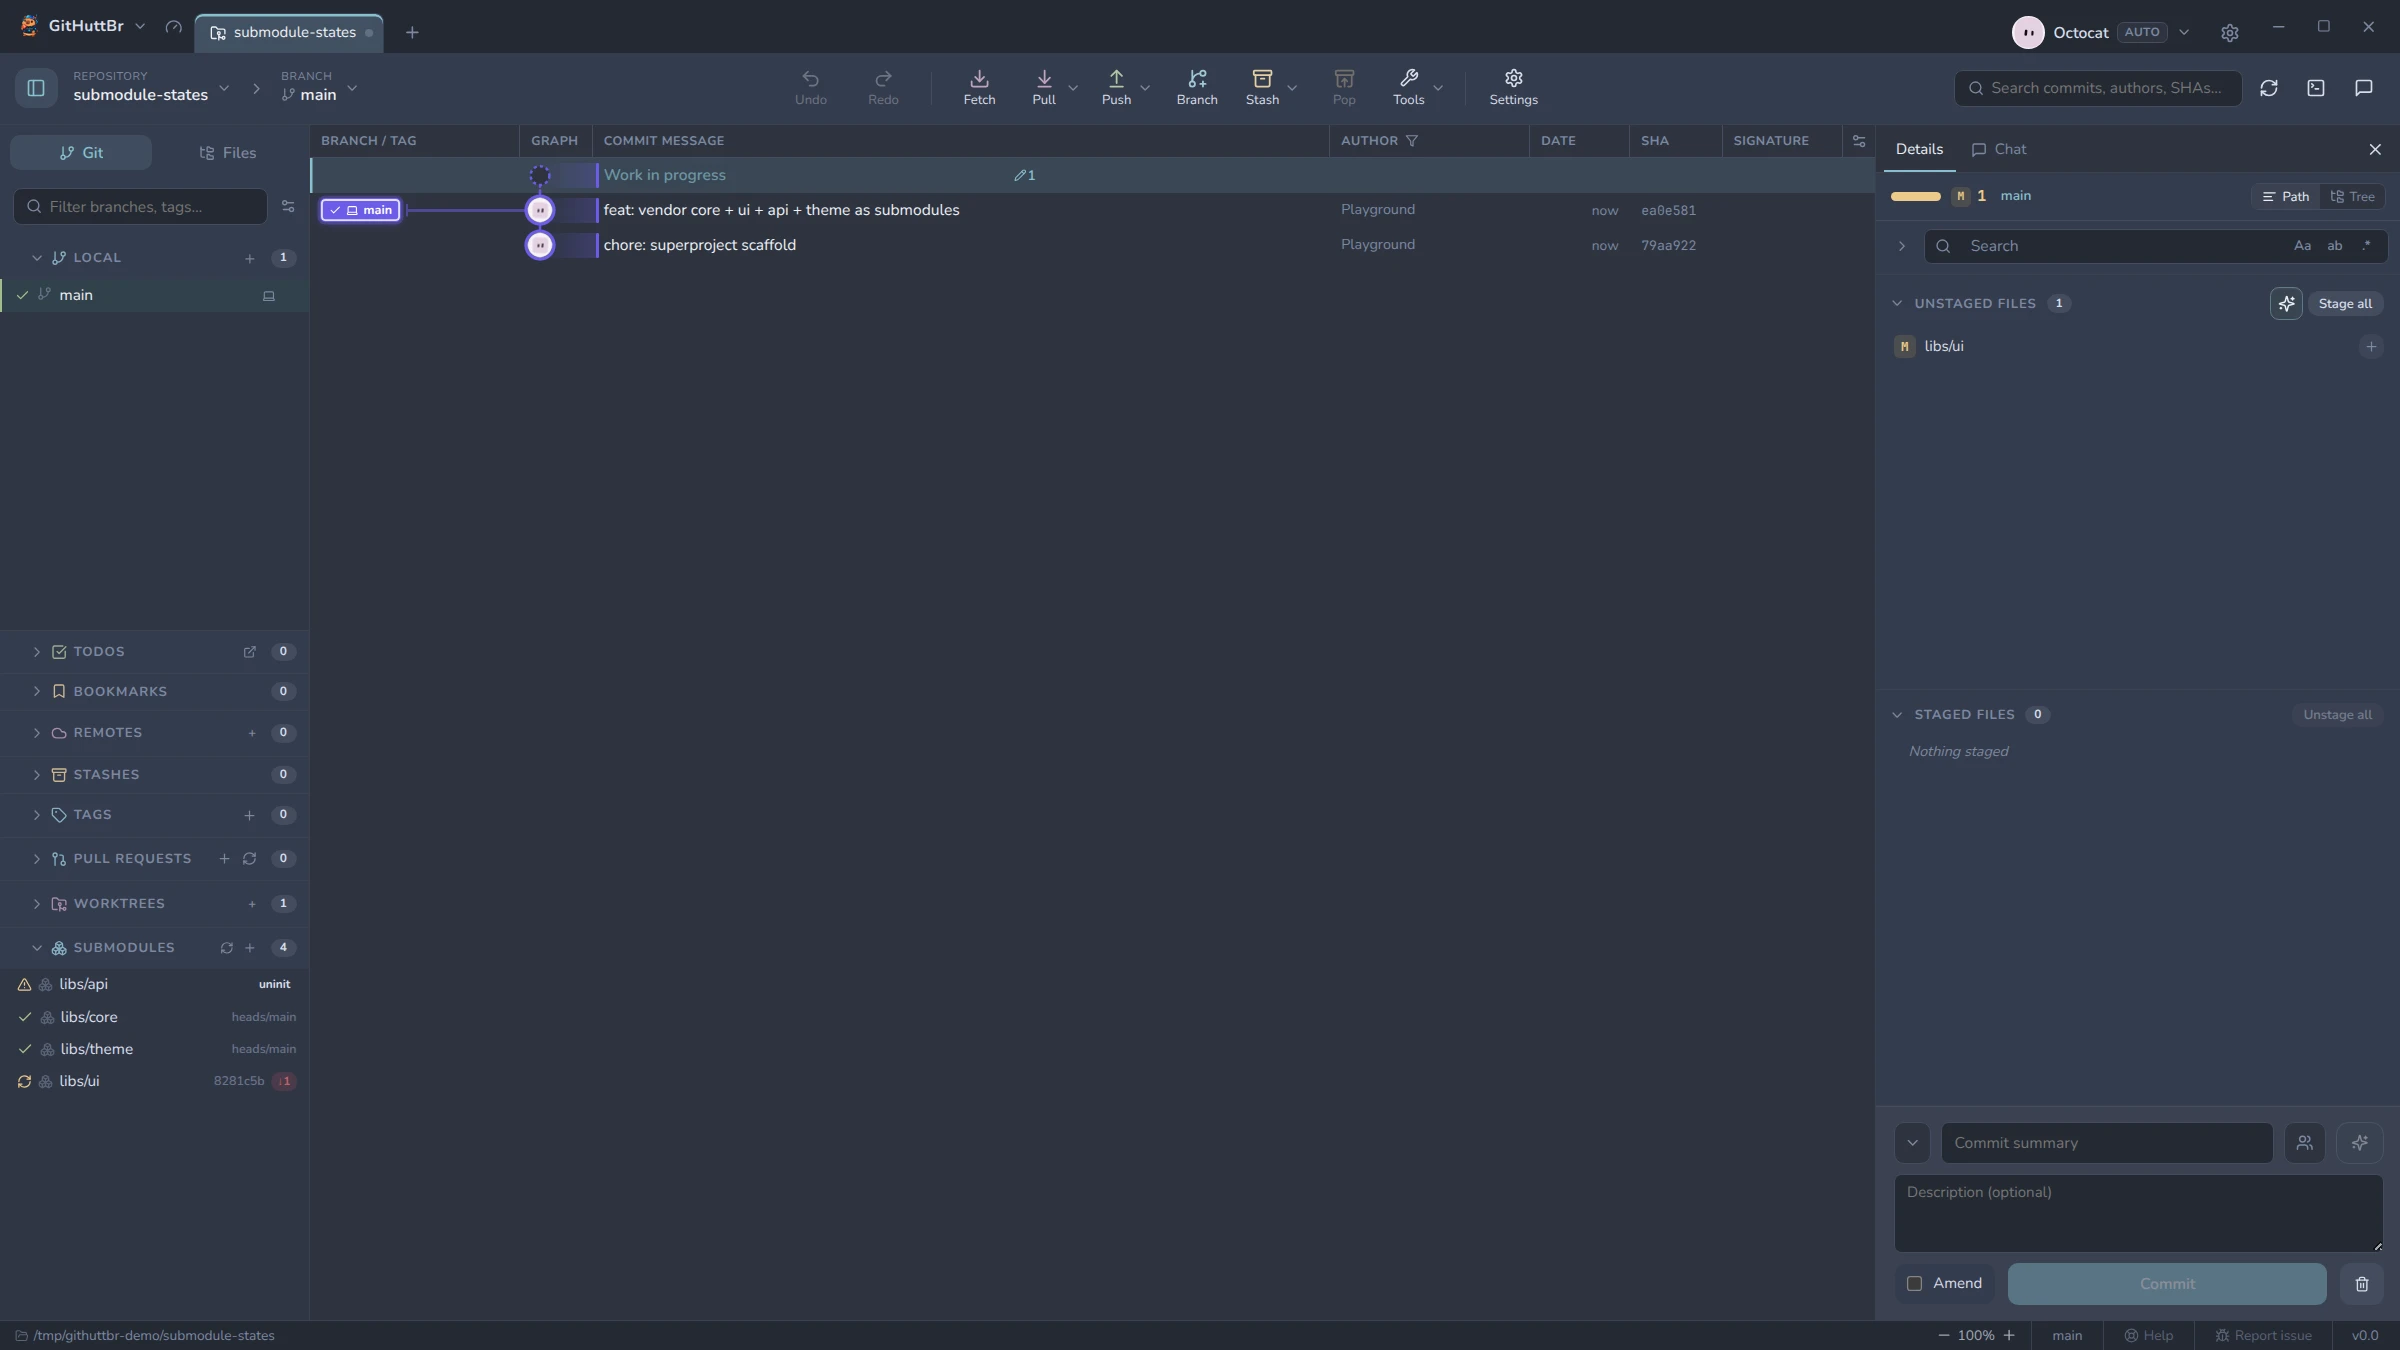 GitHuttBr
submodule-states
Octocat
AUTO
REPOSITORY
submodule-states
BRANCH
main
Undo
Redo
Fetch
Pull
Push
Branch
Stash
Pop
Tools
Settings
Search commits, authors, SHAs...
Git
Files
Filter branches, tags...
LOCAL
1
main
TODOS
0
BOOKMARKS
0
REMOTES
0
STASHES
0
TAGS
0
PULL REQUESTS
0
WORKTREES
1
SUBMODULES
4
libs/api
uninit
libs/core
heads/main
libs/theme
heads/main
libs/ui
8281c5b
↓1
BRANCH / TAG
GRAPH
COMMIT MESSAGE
AUTHOR
DATE
SHA
SIGNATURE
Work in progress
1
main
feat: vendor core + ui + api + theme as submodules
Playground
now
ea0e581
chore: superproject scaffold
Playground
now
79aa922
Details
Chat
M 1 main
Path
Tree
Search
Aa
ab
.*
UNSTAGED FILES
1
Stage all
M libs/ui
STAGED FILES
0
Unstage all
Nothing staged
Commit summary
Description (optional)
Amend
Commit
/tmp/githuttbr-demo/submodule-states
100%
main
Help
Report issue
v0.0